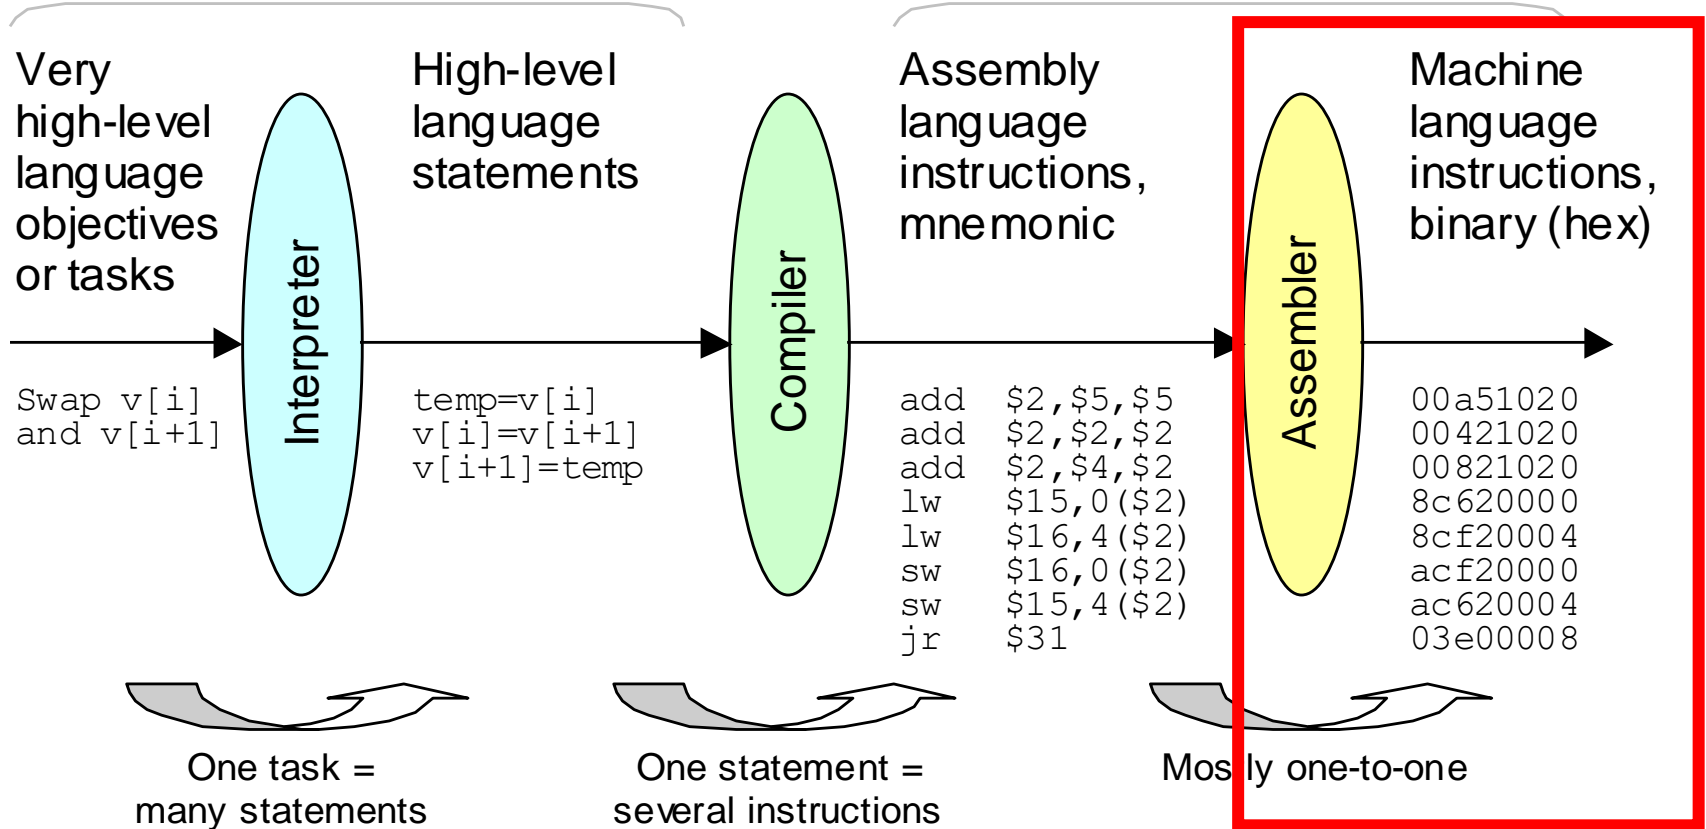 Very
high-level
language
objectives
or tasks
Interpreter
Swap v[i]
and v[i+1]
High-level
language
statements
Compiler
temp=v[i]
v[i]=v[i+1]
v[i+1]=temp
Assembly
language
instructions,
mnemonic
Assembler
add $2,$5,$5
add $2,$2,$2
add $2,$4,$2
lw $15,0($2)
lw $16,4($2)
sw $16,0($2)
sw $15,4($2)
jr $31
Machine
language
instructions,
binary (hex)
00a51020
00421020
00821020
8c620000
8cf20004
acf20000
ac620004
03e00008
One task =
many statements
One statement =
several instructions
Mostly one-to-one